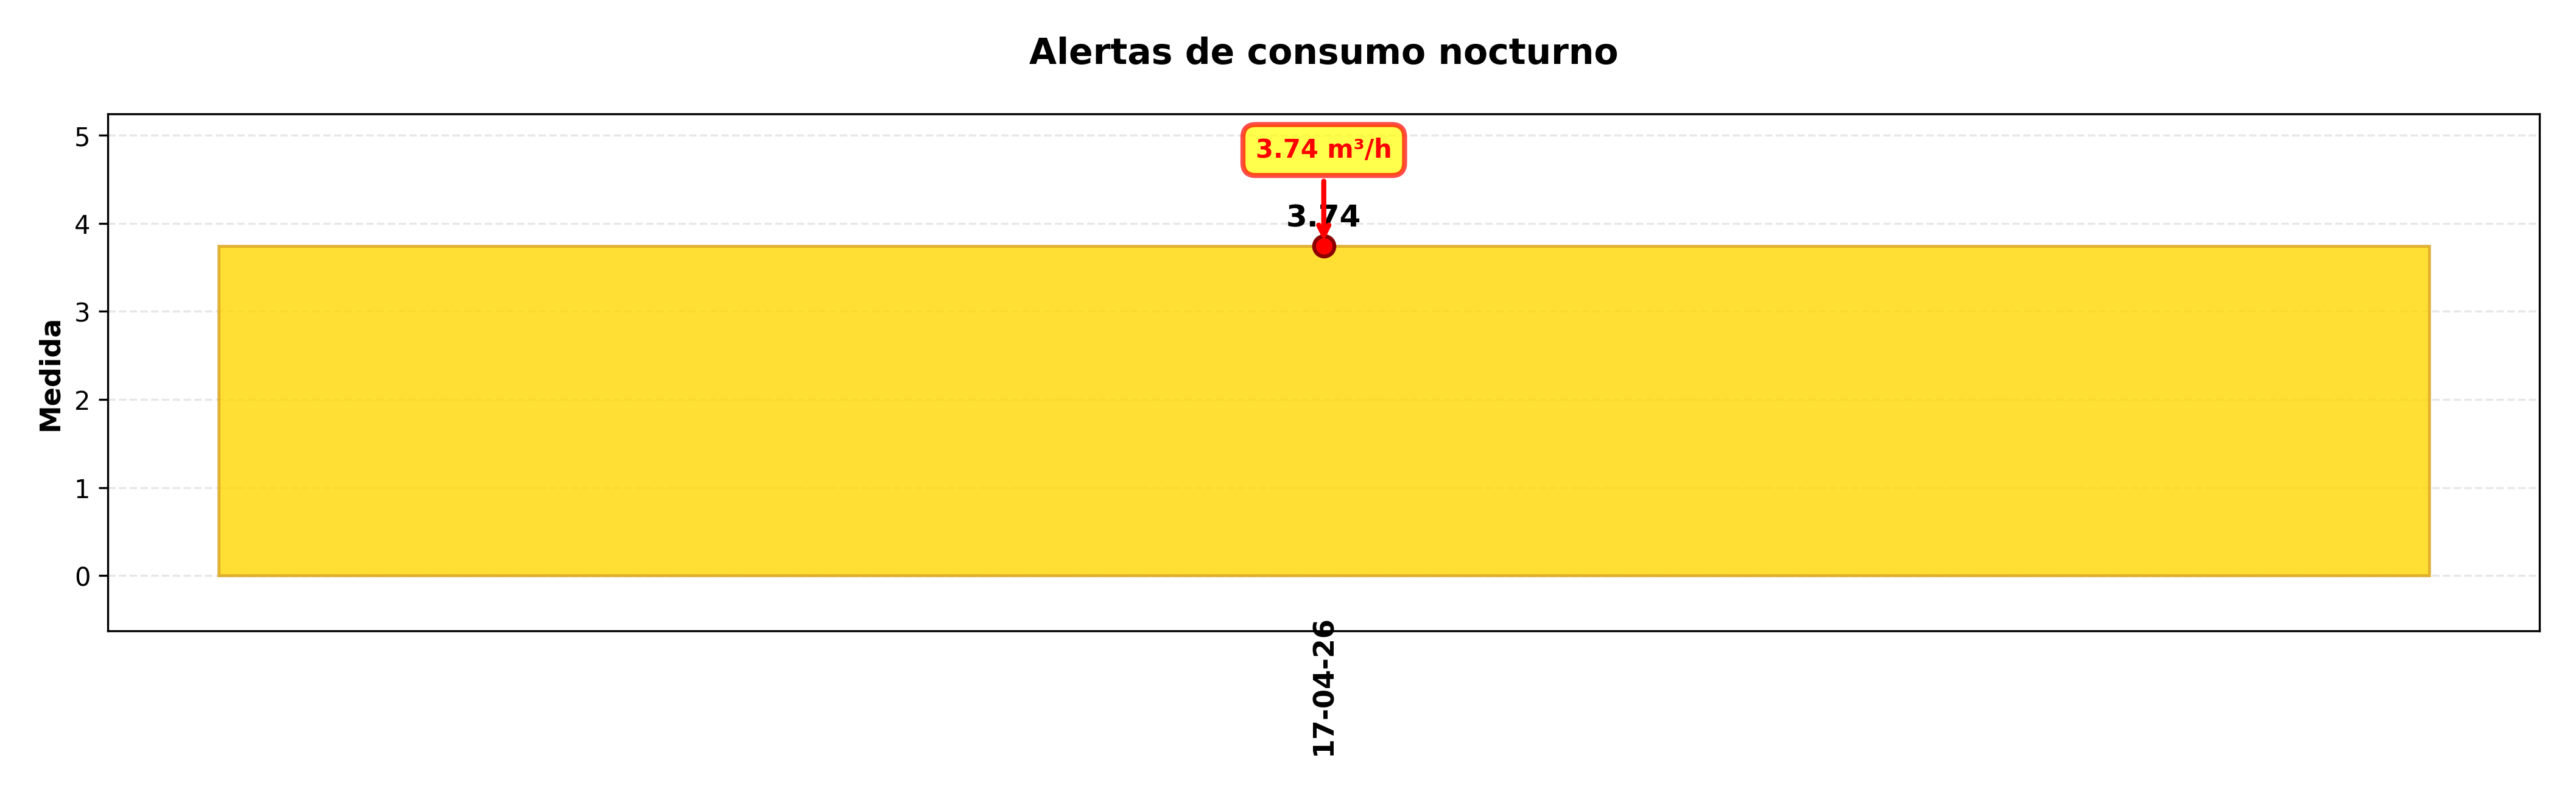 Alertas de consumo nocturno
Medida
5
4
3
2
1
0
3.74 m³/h
3.74
17-04-26